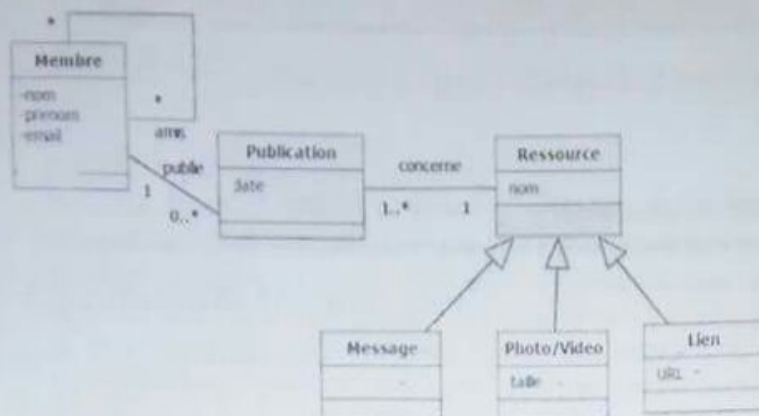 *
Membre
-nom
-prenom
-email
*
amis
publie
1
0..*
Publication
date
concerne
1..*
1
Ressource
nom
Message
Photo/Video
taille
Lien
URL